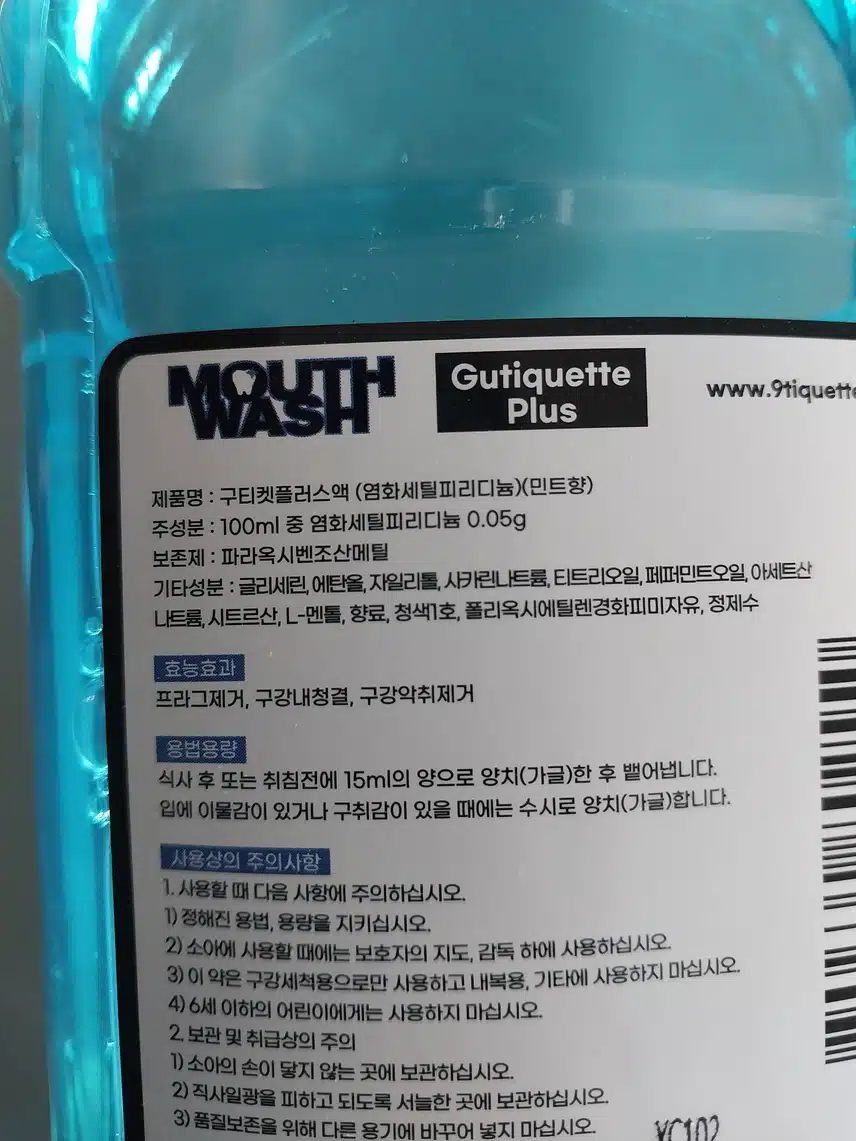 MOUTH
WASH
Gutiquette
Plus
www.9tiquette
제품명 : 구티켓플러스액 (염화세틸피리디늄)(민트향)
주성분 : 100ml 중 염화세틸피리디늄 0.05g
보존제 : 파라옥시벤조산메틸
기타성분 : 글리세린, 에탄올, 자일리톨, 사카린나트륨, 티트리오일, 페퍼민트오일, 아세트산
나트륨, 시트르산, L-멘톨, 향료, 청색1호, 폴리옥시에틸렌경화피마자유, 정제수
효능효과
프라그제거, 구강내청결, 구강악취제거
용법용량
식사 후 또는 취침전에 15ml의 양으로 양치(가글)한 후 뱉어냅니다.
입에 이물감이 있거나 구취감이 있을 때에는 수시로 양치(가글)합니다.
사용상의 주의사항
1. 사용할 때 다음 사항에 주의하십시오.
1) 정해진 용법, 용량을 지키십시오.
2) 소아에 사용할 때에는 보호자의 지도, 감독 하에 사용하십시오.
3) 이 약은 구강세척용으로만 사용하고 내복용, 기타에 사용하지 마십시오.
4) 6세 이하의 어린이에게는 사용하지 마십시오.
2. 보관 및 취급상의 주의
1) 소아의 손이 닿지 않는 곳에 보관하십시오.
2) 직사일광을 피하고 되도록 서늘한 곳에 보관하십시오.
3) 품질보존을 위해 다른 용기에 바꾸어 넣지 마십시오.